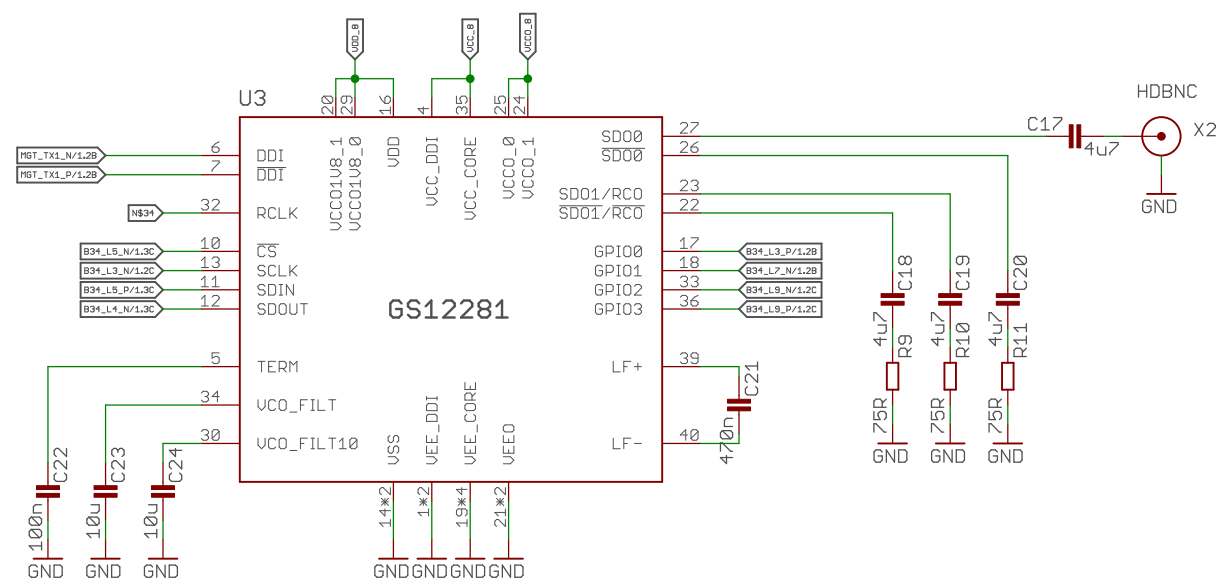 VDD_8
VCC_8
VCCO_8
U3
20
29
16
4
35
25
24
VCCO1V8_1
VCCO1V8_0
VDD
VCC_DDI
VCC_CORE
VCCO_0
VCCO_1
HDBNC
X2
C17
4u7
GND
MGT_TX1_N/1.2B
6
DDI
MGT_TX1_P/1.2B
7
DDI
N$34
32
RCLK
B34_L5_N/1.3C
10
CS
B34_L3_N/1.2C
13
SCLK
B34_L5_P/1.3C
11
SDIN
B34_L4_N/1.3C
12
SDOUT
5
TERM
34
VCO_FILT
30
VCO_FILT10
GS12281
SDO0
27
SDO0
26
SDO1/RCO
23
SDO1/RCO
22
GPIO0
17
B34_L3_P/1.2B
GPIO1
18
B34_L7_N/1.2B
GPIO2
33
B34_L9_N/1.2C
GPIO3
36
B34_L9_P/1.2C
LF+
39
LF-
40
C21
470n
C18
4u7
R9
75R
GND
C19
4u7
R10
75R
GND
C20
4u7
R11
75R
GND
VSS
VEE_DDI
VEE_CORE
VEEO
14*2
1*2
19*4
21*2
GND
GND
GND
GND
C22
100n
GND
C23
10u
GND
C24
10u
GND